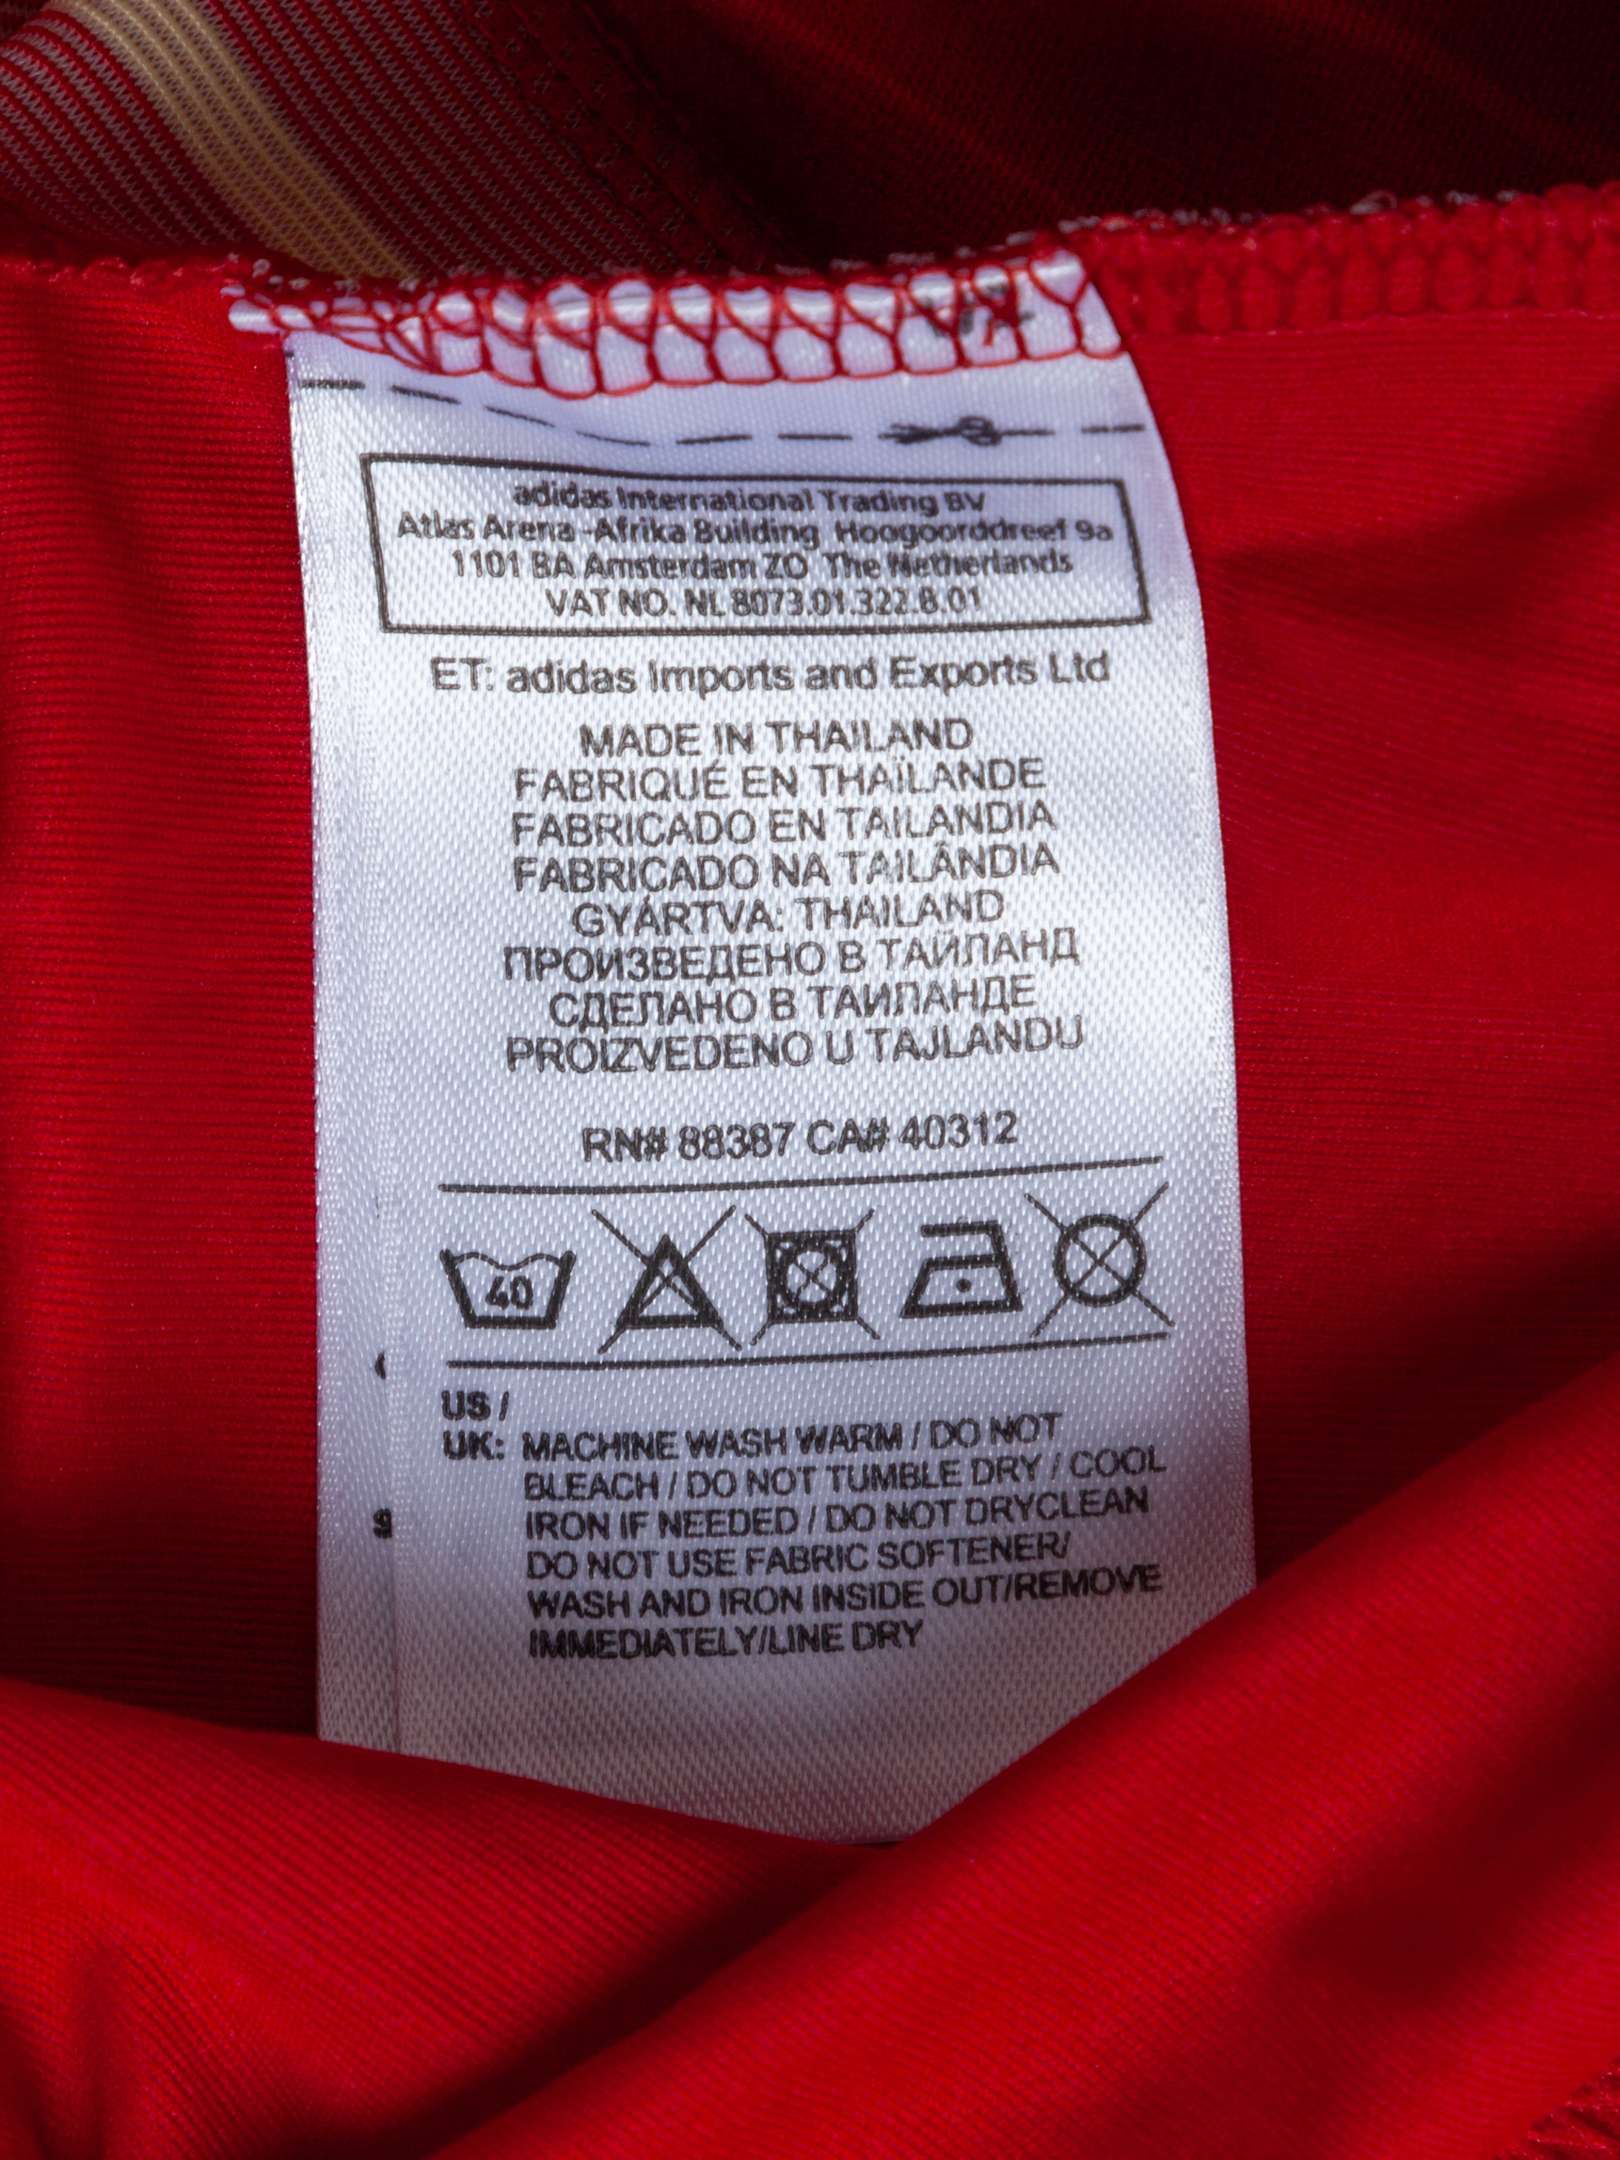 adidas International Trading BV
Atlas Arena -Afrika Building Hoogoorddreef 9a
1101 BA Amsterdam ZO The Netherlands
VAT NO. NL 8073.01.322.B.01
ET: adidas Imports and Exports Ltd
MADE IN THAILAND
FABRIQUÉ EN THAÏLANDE
FABRICADO EN TAILANDIA
FABRICADO NA TAILÂNDIA
GYÁRTVA: THAILAND
ПРОИЗВЕДЕНО В ТАЙЛАНД
СДЕЛАНО В ТАИЛАНДЕ
PROIZVEDENO U TAJLANDU
RN# 88387 CA# 40312
40
US /
UK: MACHINE WASH WARM / DO NOT
BLEACH / DO NOT TUMBLE DRY / COOL
IRON IF NEEDED / DO NOT DRYCLEAN
DO NOT USE FABRIC SOFTENER/
WASH AND IRON INSIDE OUT/REMOVE
IMMEDIATELY/LINE DRY